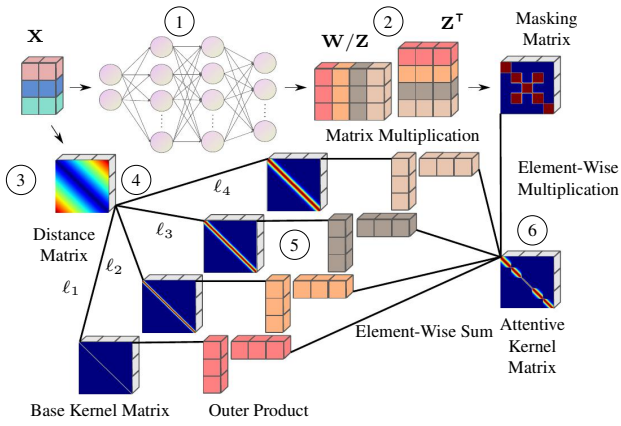 X
1
W/Z
2
Z⊤
Masking
Matrix
Matrix Multiplication
3
4
Distance
Matrix
ℓ4
ℓ3
ℓ2
ℓ1
5
Element-Wise
Multiplication
6
Attentive
Kernel
Matrix
Element-Wise Sum
Base Kernel Matrix
Outer Product